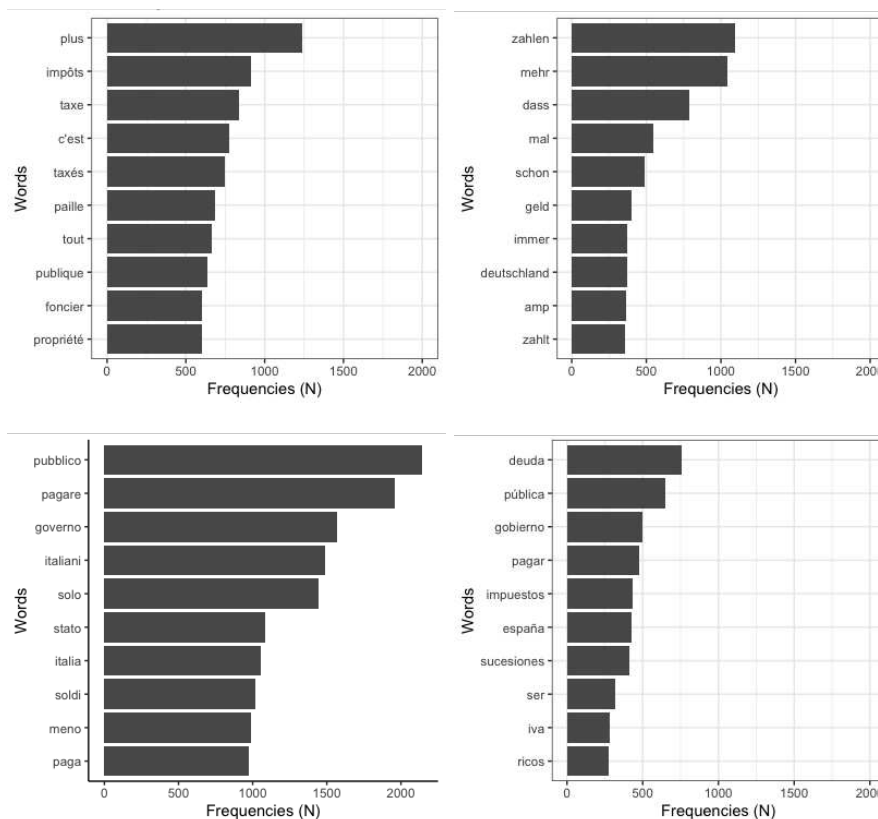 plus
impôts
taxe
c'est
taxés
paille
tout
publique
foncier
propriété
Words
0 500 1000 1500 2000
Frequencies (N)
zahlen
mehr
dass
mal
schon
geld
immer
deutschland
amp
zahlt
Words
0 500 1000 1500 2000
Frequencies (N)
pubblico
pagare
governo
italiani
solo
stato
italia
soldi
meno
paga
Words
0 500 1000 1500 2000
Frequencies (N)
deuda
pública
gobierno
pagar
impuestos
españa
sucesiones
ser
iva
ricos
Words
0 500 1000 1500 2000
Frequencies (N)